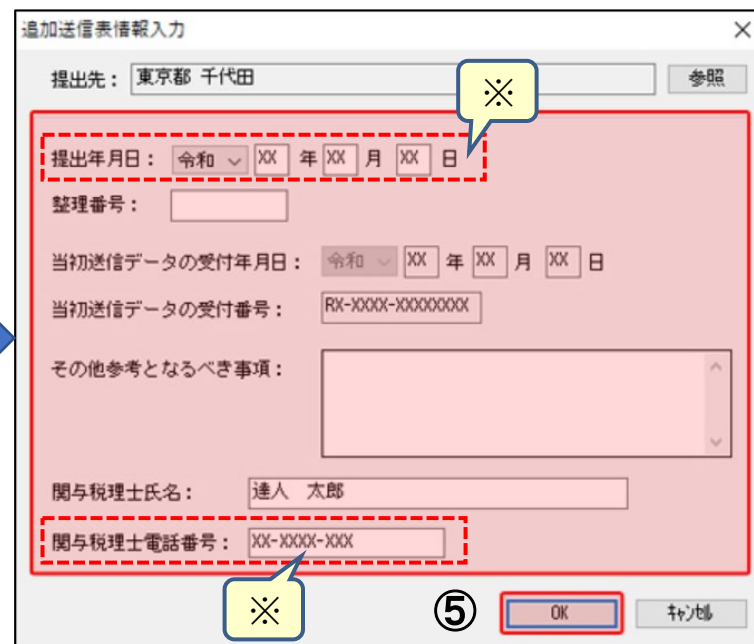 追加送信表情報入力
提出先： 東京都 千代田 参照
※
提出年月日： 令和 XX 年 XX 月 XX 日
整理番号：
当初送信データの受付年月日： 令和 XX 年 XX 月 XX 日
当初送信データの受付番号： RX-XXXX-XXXXXXXX
その他参考となるべき事項：
関与税理士氏名： 達人 太郎
関与税理士電話番号： XX-XXXX-XXX
※
⑤ OK ｷｬﾝｾﾙ